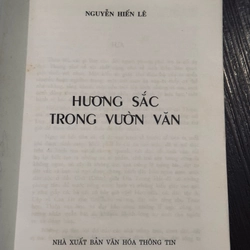 NGUYỄN HIẾN LÊ
HƯƠNG SẮC
TRONG VƯỜN VĂN
NHÀ XUẤT BẢN VĂN HÓA THÔNG TIN